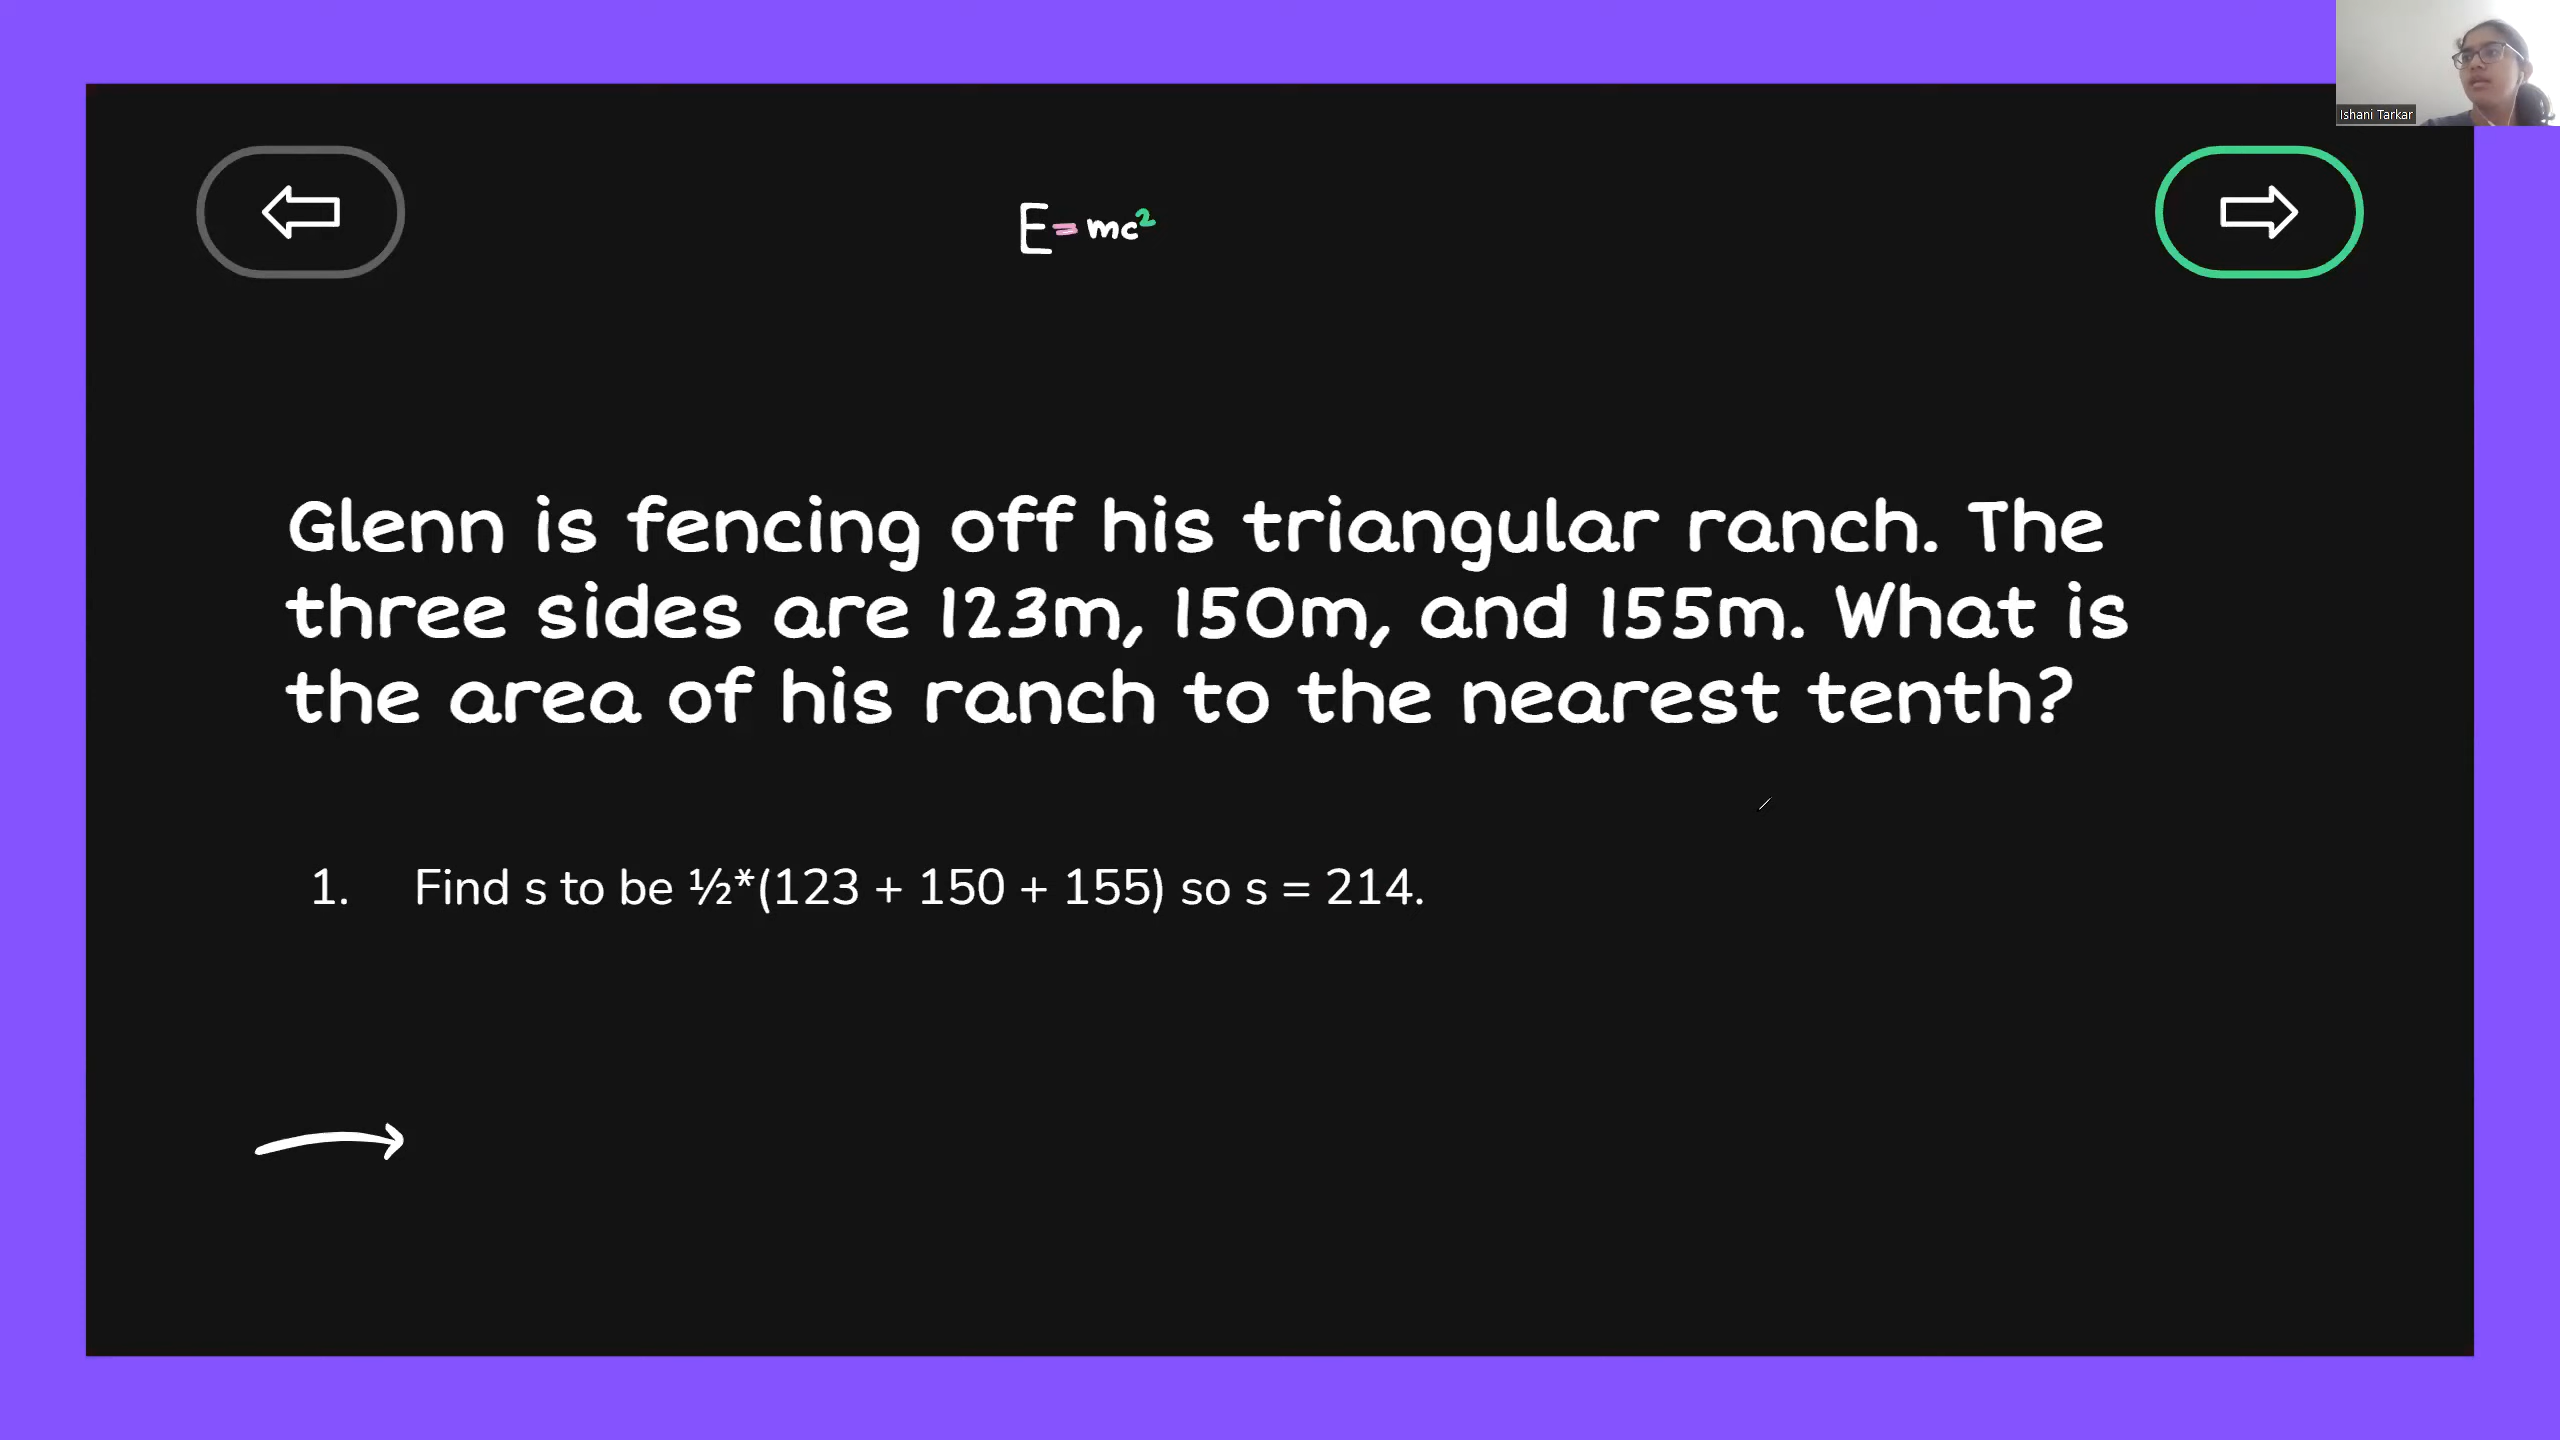 Ishani Tarkar
E=mc²
Glenn is fencing off his triangular ranch. The
three sides are 123m, 150m, and 155m. What is
the area of his ranch to the nearest tenth?
1. Find s to be ½*(123 + 150 + 155) so s = 214.